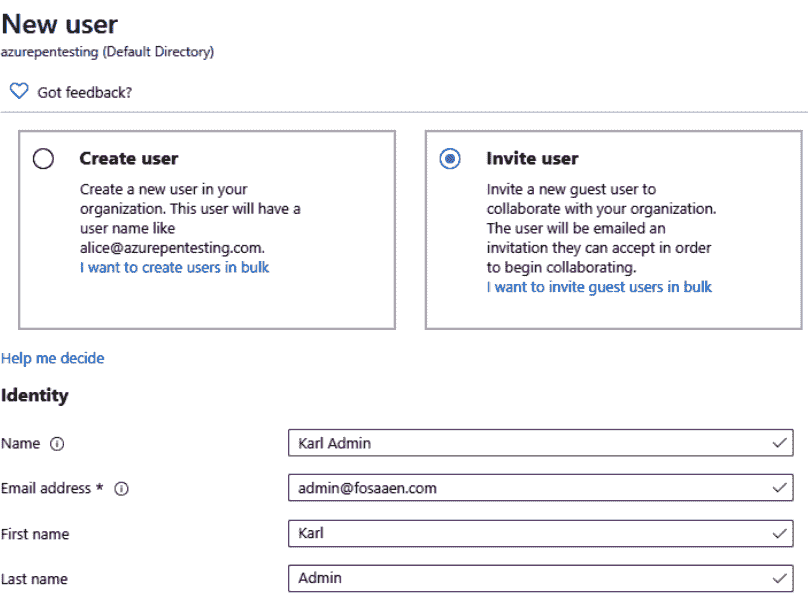 New user
azurepentesting (Default Directory)
Got feedback?
Create user
Create a new user in your
organization. This user will have a
user name like
alice@azurepentesting.com.
I want to create users in bulk
Invite user
Invite a new guest user to
collaborate with your organization.
The user will be emailed an
invitation they can accept in order
to begin collaborating.
I want to invite guest users in bulk
Help me decide
Identity
Name
Karl Admin
Email address *
admin@fosaaen.com
First name
Karl
Last name
Admin